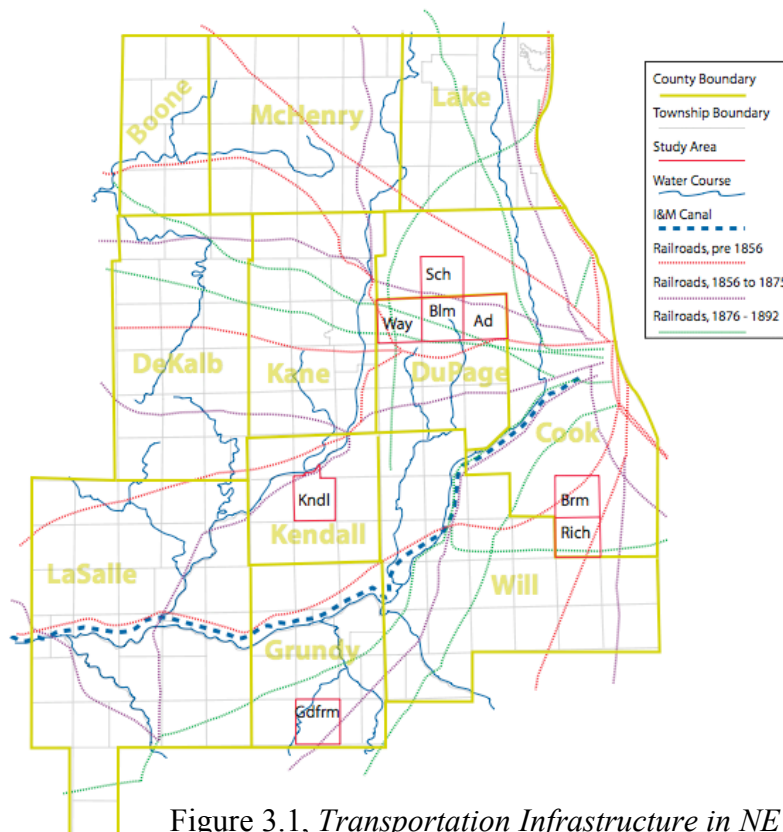 Boone
McHenry
Lake
County Boundary
Township Boundary
Study Area
Water Course
I&M Canal
Railroads, pre 1856
Railroads, 1856 to 1875
Railroads, 1876 - 1892
Sch
Way
Blm
Ad
DeKalb
Kane
DuPage
Cook
Kndl
Kendall
Brm
Rich
LaSalle
Will
Grundy
Gdfrm
Figure 3.1, Transportation Infrastructure in NE